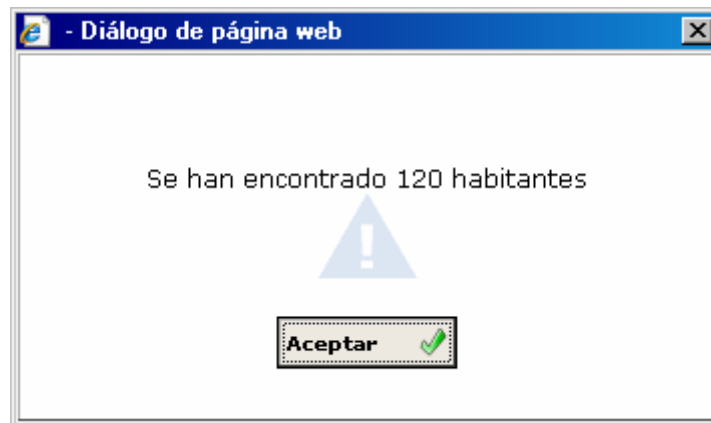 - Diálogo de página web
Se han encontrado 120 habitantes
Aceptar